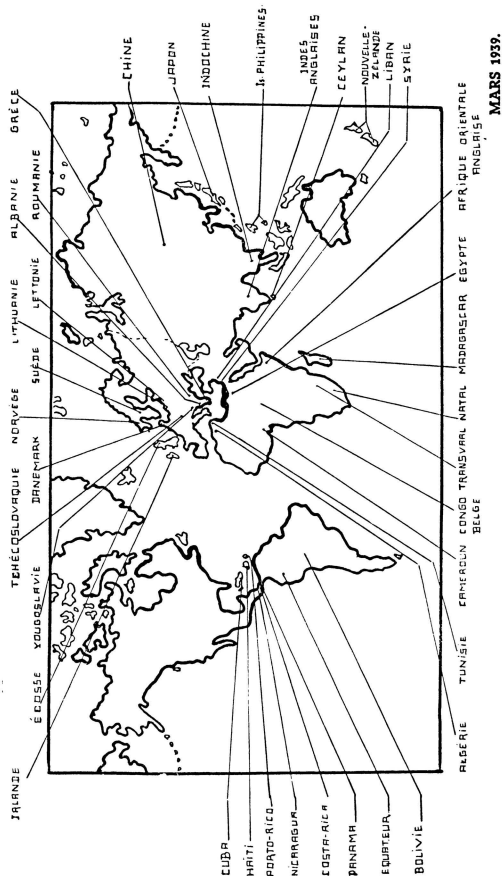 IRLANDE
ÉCOSSE
YOUGOSLAVIE
TCHÉCOSLOVAQUIE
DANEMARK
NORVÈGE
SUÈDE
LITHUANIE
LETTONIE
ALBANIE
ROUMANIE
GRÈCE
CHINE
JAPON
INDOCHINE
Is. PHILIPPINES
INDES
ANGLAISES
CEYLAN
NOUVELLE-
ZÉLANDE
LIBAN
SYRIE
CUBA
HAITI
PORTO-RICO
NICARAGUA
COSTA-RICA
PANAMA
EQUATEUR
BOLIVIE
ALGÉRIE
TUNISIE
CAMEROUN
CONGO
BELGE
TRANSVAAL
NATAL
MADAGASCAR
EGYPTE
AFRIQUE ORIENTALE
ANGLAISE
MARS 1939.